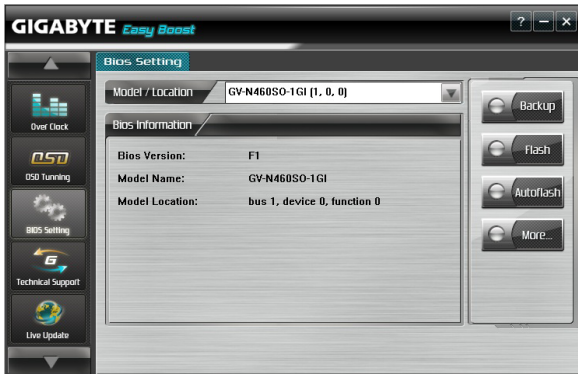 GIGABYTE Easy Boost
? – ×
Bios Setting
Model / Location GV-N460SO-1GI (1, 0, 0)
Bios Information
Bios Version: F1
Model Name: GV-N460SO-1GI
Model Location: bus 1, device 0, function 0
Over Clock
OSD
OSD Tunning
BIOS Setting
G
Technical Support
Live Update
Backup
Flash
Autoflash
More...